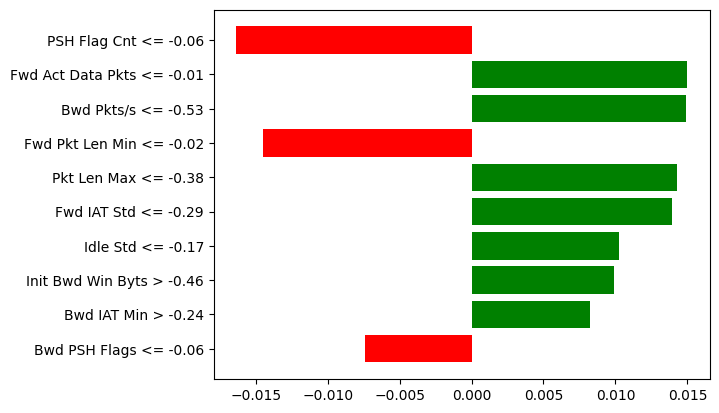 PSH Flag Cnt <= -0.06
Fwd Act Data Pkts <= -0.01
Bwd Pkts/s <= -0.53
Fwd Pkt Len Min <= -0.02
Pkt Len Max <= -0.38
Fwd IAT Std <= -0.29
Idle Std <= -0.17
Init Bwd Win Byts > -0.46
Bwd IAT Min > -0.24
Bwd PSH Flags <= -0.06
−0.015 −0.010 −0.005 0.000 0.005 0.010 0.015